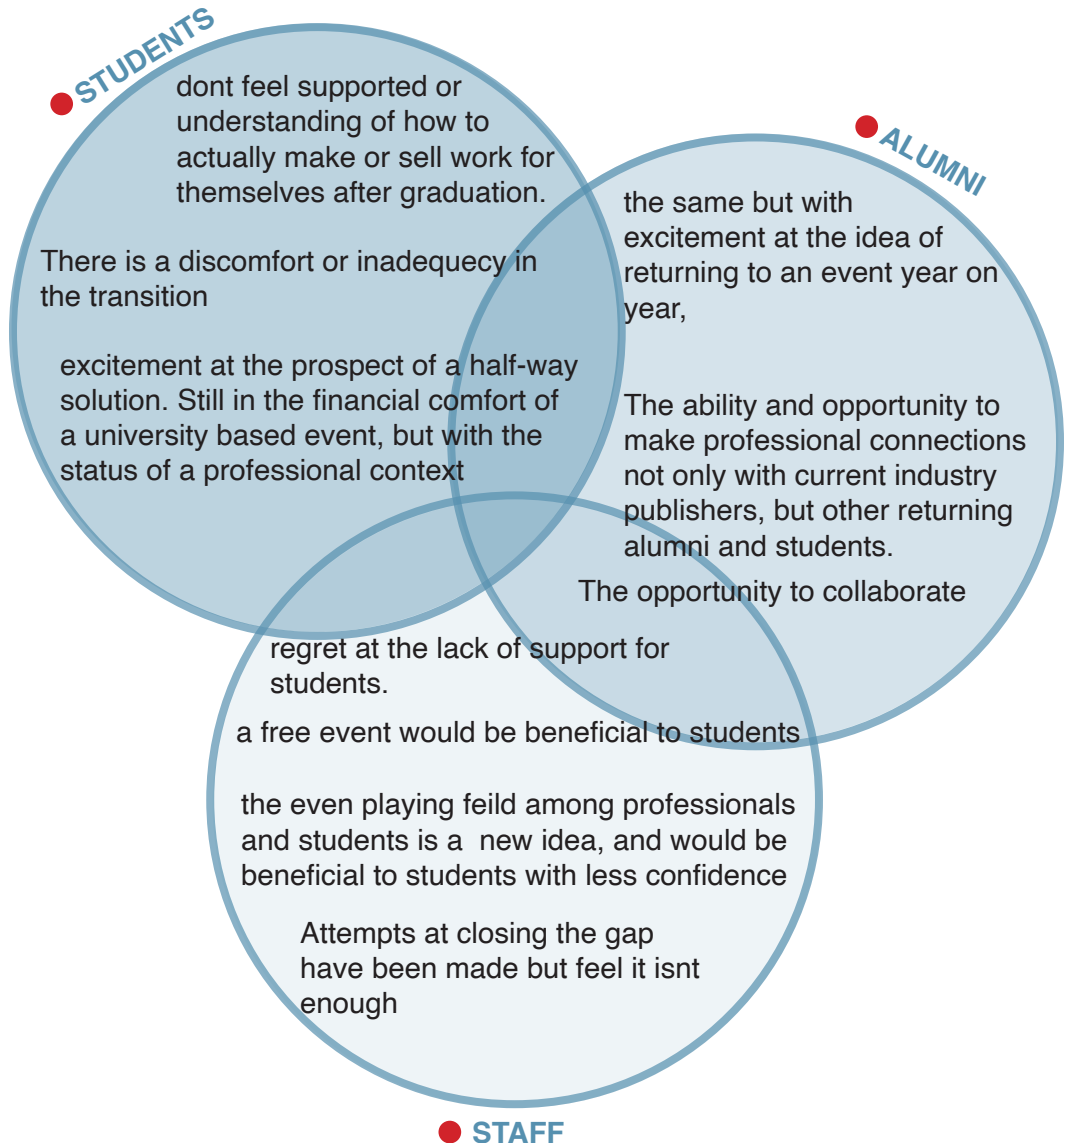 STUDENTS
dont feel supported or
understanding of how to
actually make or sell work for
themselves after graduation.
There is a discomfort or inadequecy in
the transition
excitement at the prospect of a half-way
solution. Still in the financial comfort of
a university based event, but with the
status of a professional context
ALUMNI
the same but with
excitement at the idea of
returning to an event year on
year,
The ability and opportunity to
make professional connections
not only with current industry
publishers, but other returning
alumni and students.
The opportunity to collaborate
regret at the lack of support for
students.
a free event would be beneficial to students
the even playing feild among professionals
and students is a new idea, and would be
beneficial to students with less confidence
Attempts at closing the gap
have been made but feel it isnt
enough
STAFF